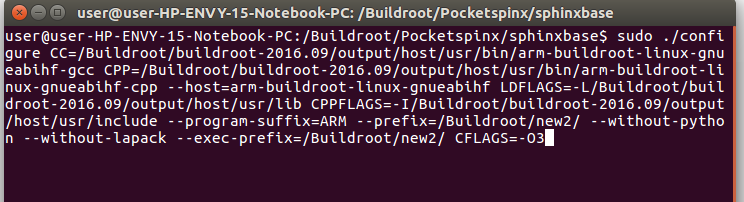 user@user-HP-ENVY-15-Notebook-PC: /Buildroot/Pocketspinx/sphinxbase
user@user-HP-ENVY-15-Notebook-PC:/Buildroot/Pocketspinx/sphinxbase$ sudo ./confi
gure CC=/Buildroot/buildroot-2016.09/output/host/usr/bin/arm-buildroot-linux-gnu
eabihf-gcc CPP=/Buildroot/buildroot-2016.09/output/host/usr/bin/arm-buildroot-li
nux-gnueabihf-cpp --host=arm-buildroot-linux-gnueabihf LDFLAGS=-L/Buildroot/buil
droot-2016.09/output/host/usr/lib CPPFLAGS=-I/Buildroot/buildroot-2016.09/output
/host/usr/include --program-suffix=ARM --prefix=/Buildroot/new2/ --without-pytho
n --without-lapack --exec-prefix=/Buildroot/new2/ CFLAGS=-O3